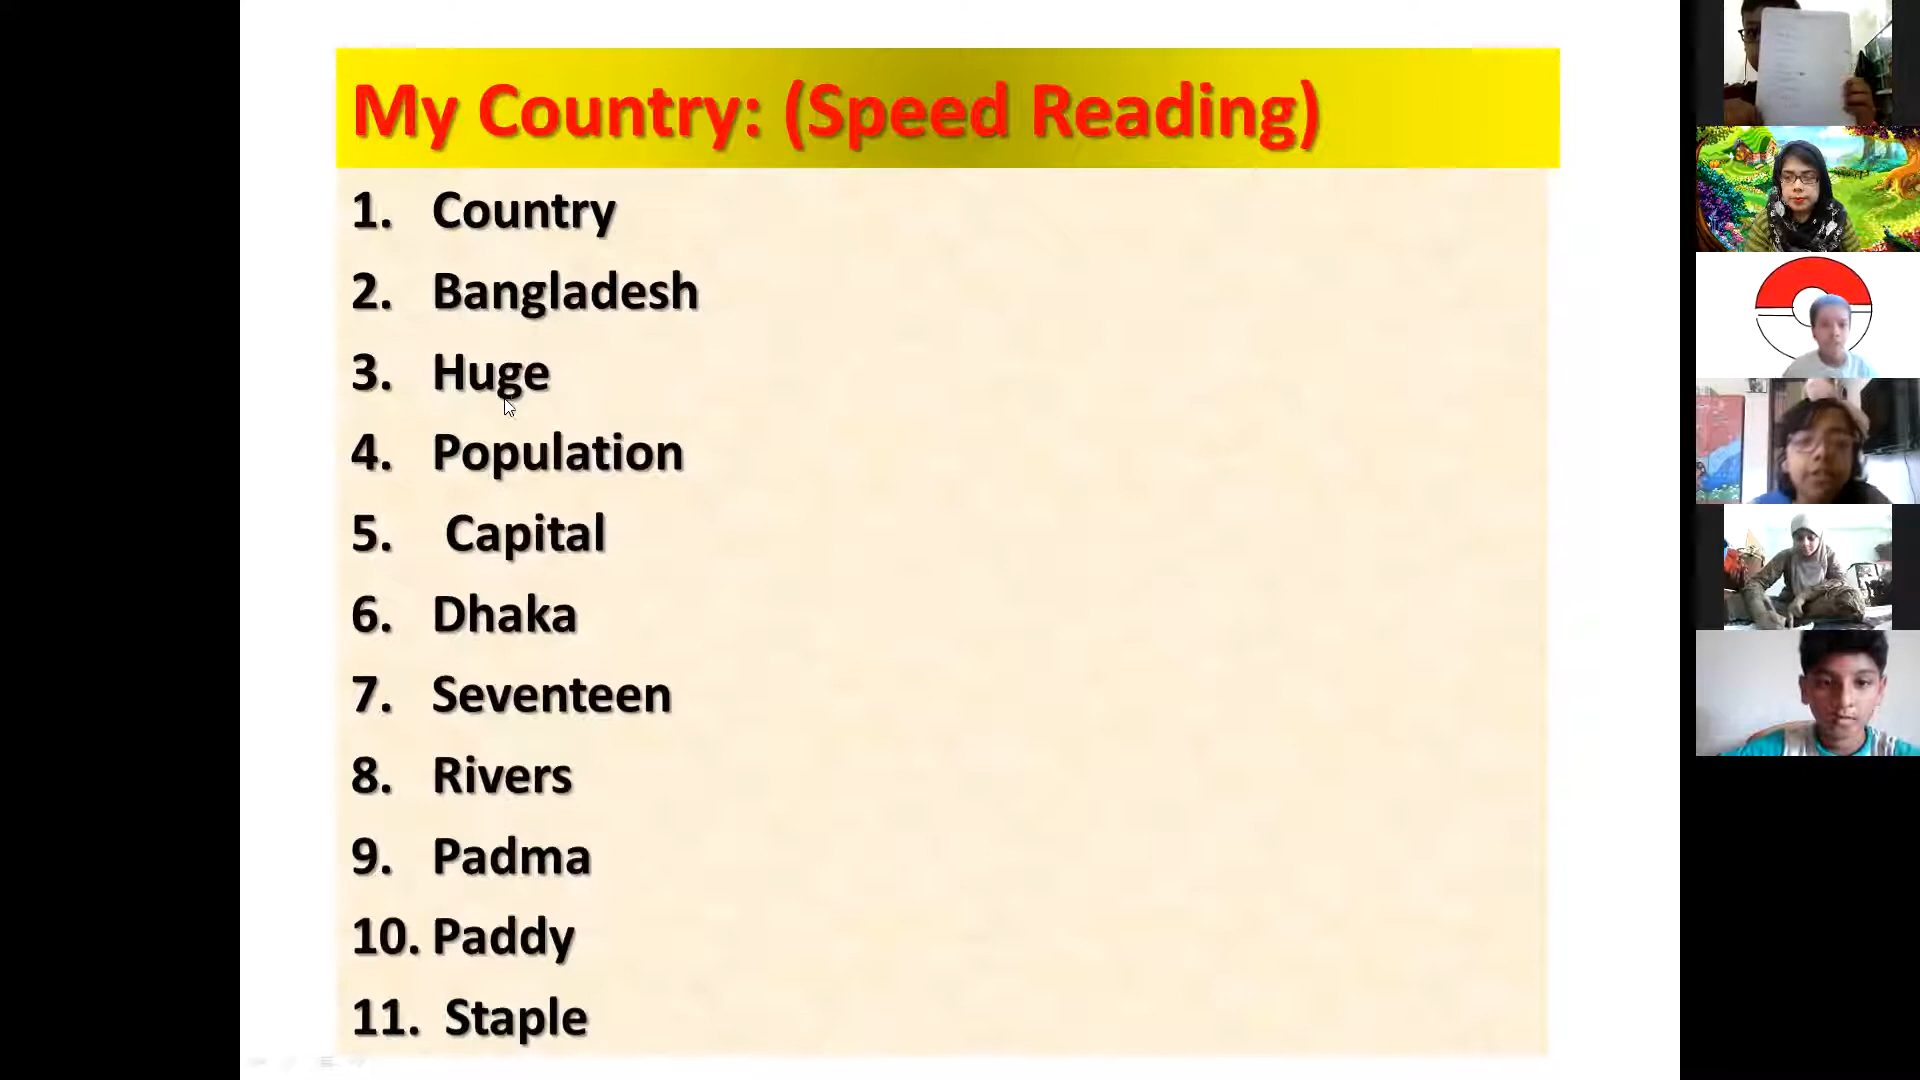 My Country: (Speed Reading)
1. Country
2. Bangladesh
3. Huge
4. Population
5. Capital
6. Dhaka
7. Seventeen
8. Rivers
9. Padma
10. Paddy
11. Staple